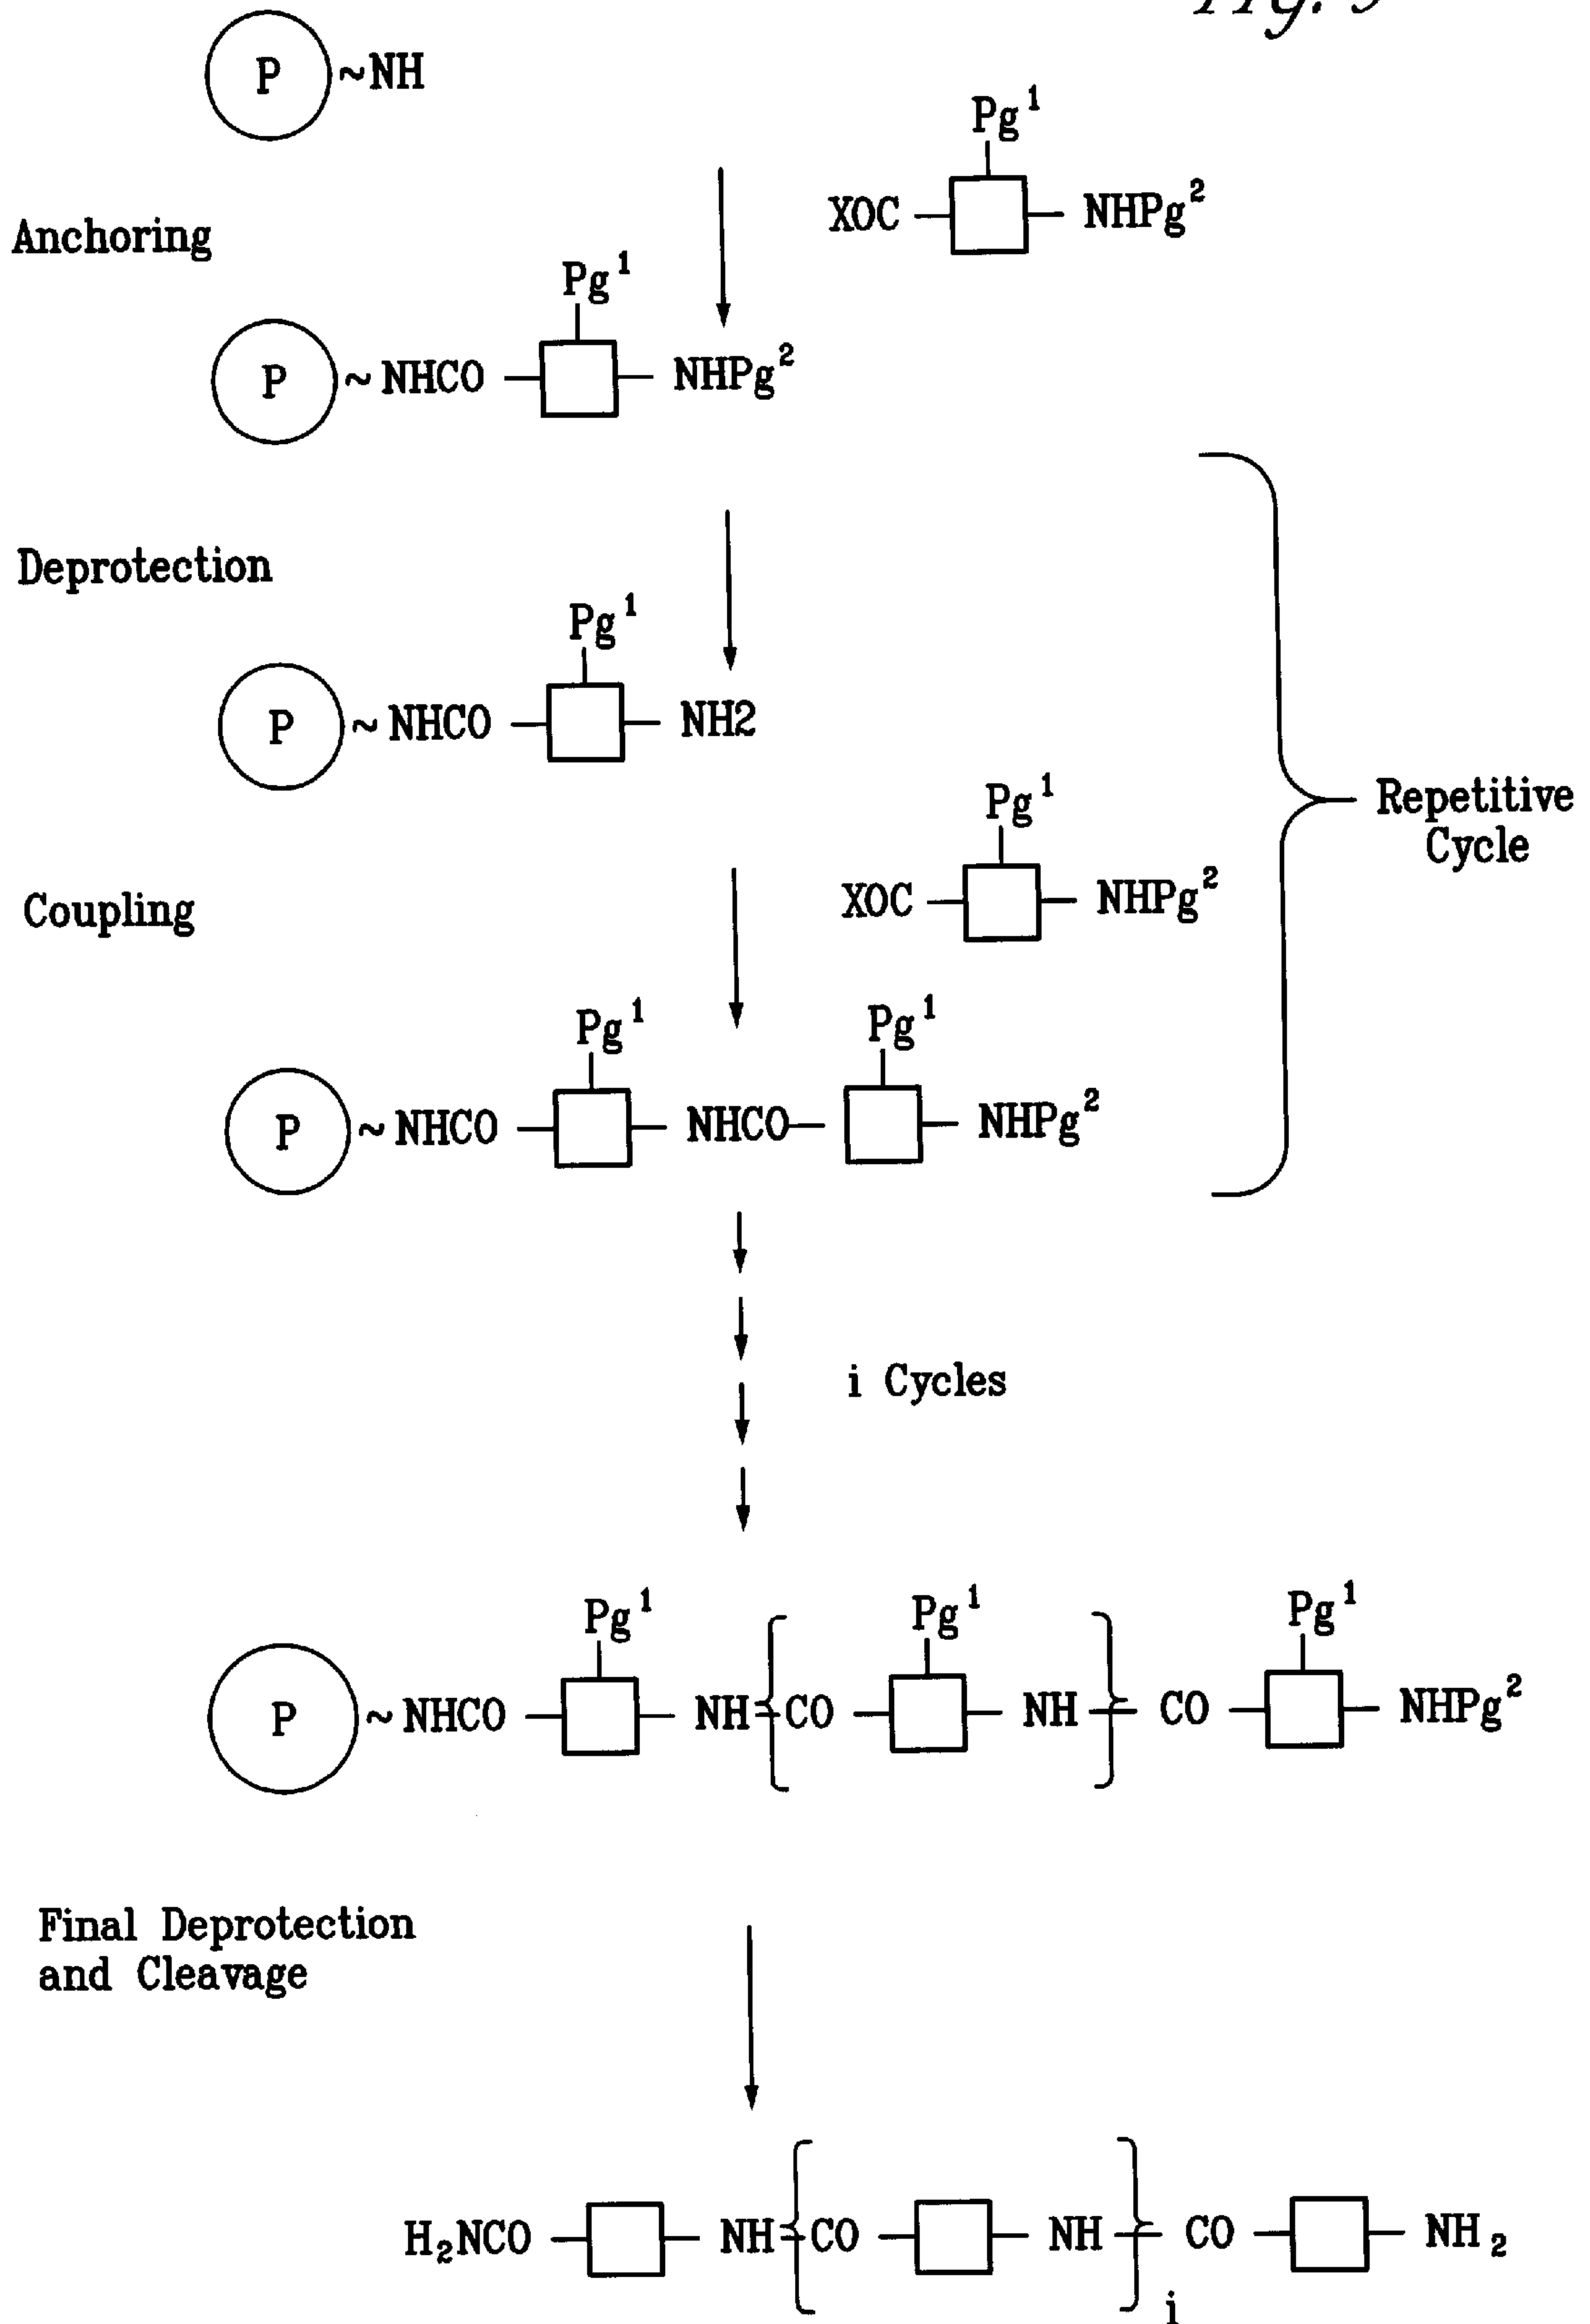 P ~NH
Pg¹
XOC NHPg²
Anchoring
Pg¹
P ~ NHCO NHPg²
Deprotection
Pg¹
P ~ NHCO NH2
Repetitive
Cycle
Pg¹
XOC NHPg²
Coupling
Pg¹ Pg¹
P ~ NHCO NHCO NHPg²
i Cycles
Pg¹ Pg¹ Pg¹
P ~ NHCO NH { CO NH } CO NHPg²
Final Deprotection
and Cleavage
H₂NCO NH { CO NH } CO NH₂
i